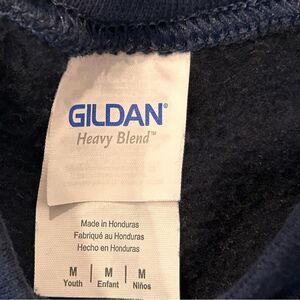 GILDAN®
Heavy Blend™
Made in Honduras
Fabriqué au Honduras
Hecho en Honduras
M | M | M
Youth | Enfant | Niños